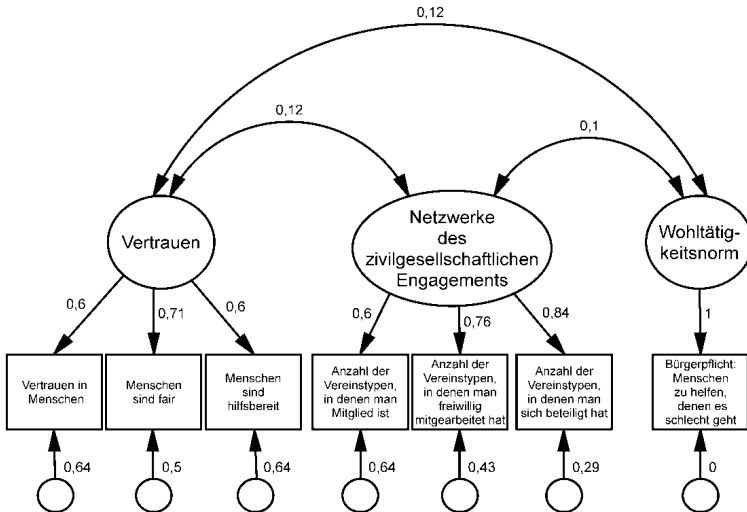 0,12
0,12
0,1
Vertrauen
Netzwerke
des
zivilgesellschaftlichen
Engagements
Wohltätig-
keitsnorm
0,6
0,71
0,6
0,6
0,76
0,84
1
Vertrauen in
Menschen
Menschen
sind fair
Menschen
sind
hilfsbereit
Anzahl der
Vereinstypen,
in denen man
Mitglied ist
Anzahl der
Vereinstypen,
in denen man
freiwillig
mitgearbeitet hat
Anzahl der
Vereinstypen,
in denen man
sich beteiligt hat
Bürgerpflicht:
Menschen
zu helfen,
denen es
schlecht geht
0,64
0,5
0,64
0,64
0,43
0,29
0